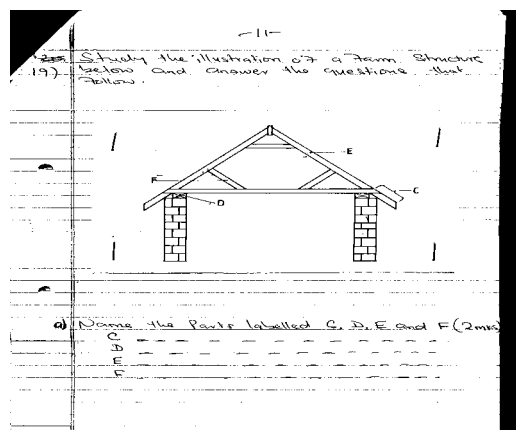 -11-
19) Study the illustration of a farm structure
below and answer the questions that
follow.
E
F
C
D
a) Name the Parts labelled C, D, E and F (2mks)
C
D
E
F